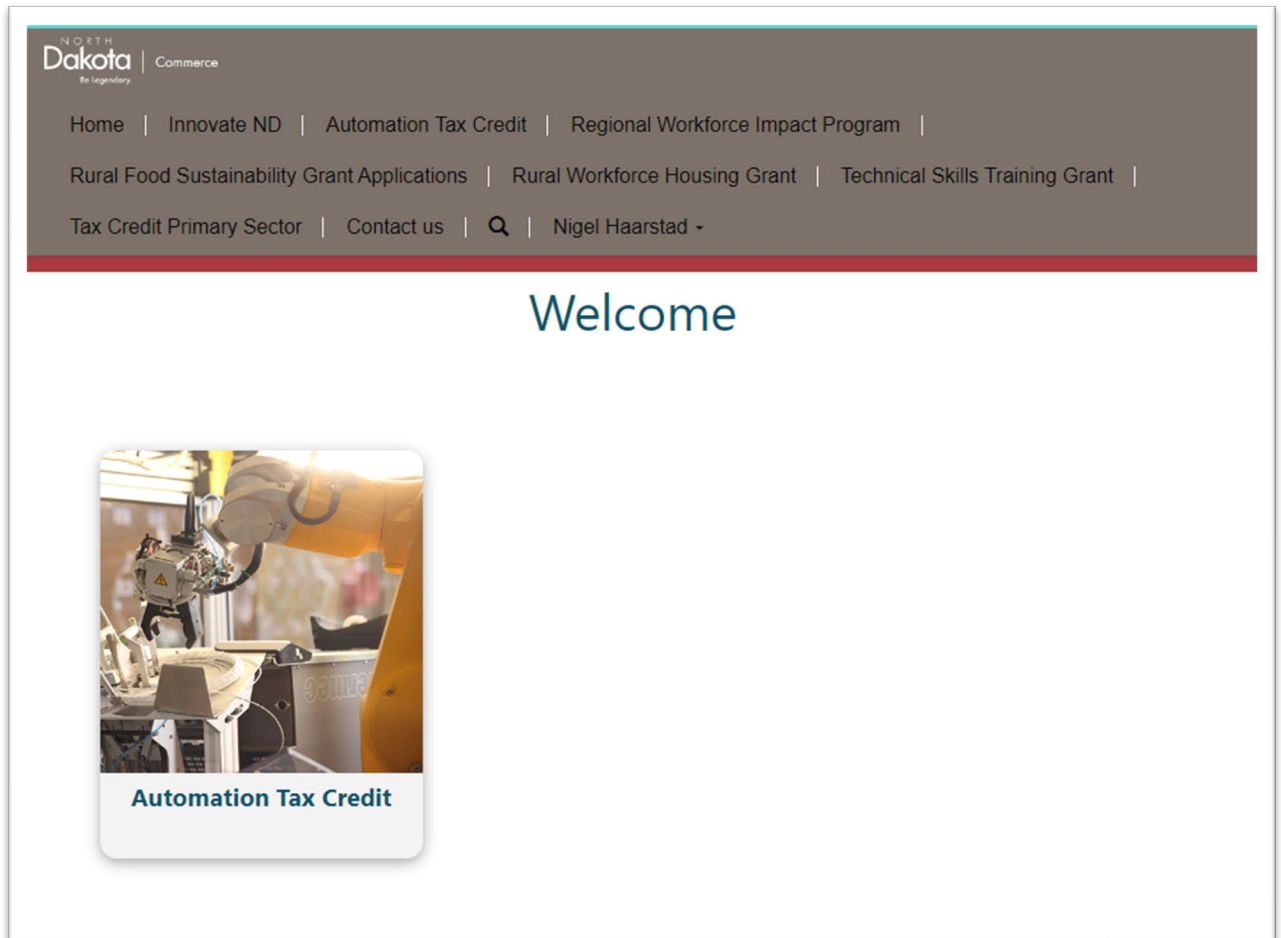 NORTH
Dakota | Commerce
Be Legendary.
Home | Innovate ND | Automation Tax Credit | Regional Workforce Impact Program |
Rural Food Sustainability Grant Applications | Rural Workforce Housing Grant | Technical Skills Training Grant |
Tax Credit Primary Sector | Contact us | | Nigel Haarstad
Welcome
Automation Tax Credit